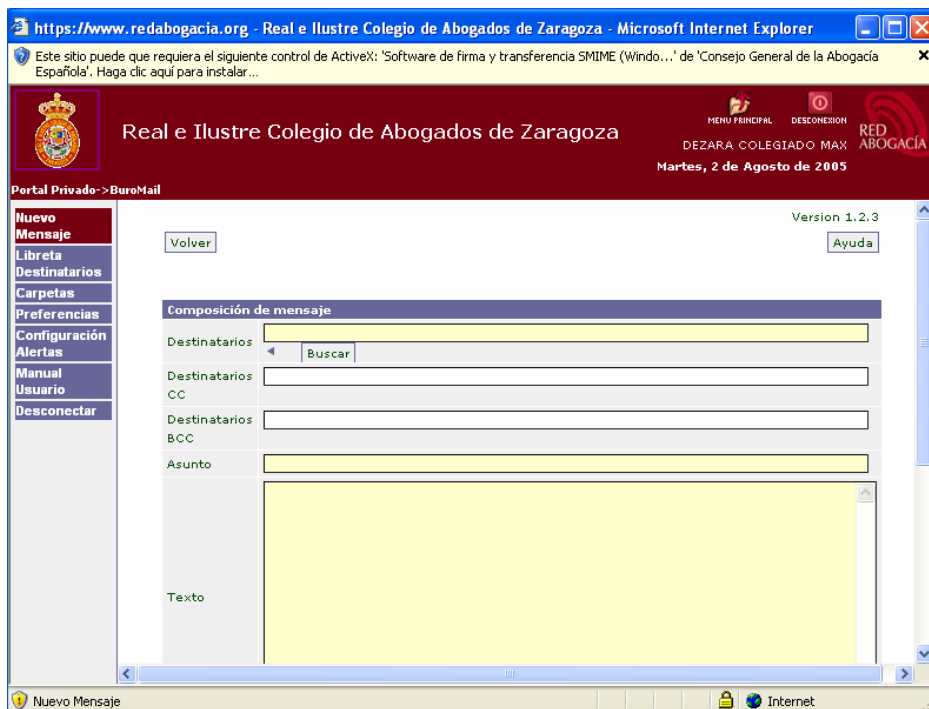 https://www.redabogacia.org - Real e Ilustre Colegio de Abogados de Zaragoza - Microsoft Internet Explorer
Este sitio puede que requiera el siguiente control de ActiveX: 'Software de firma y transferencia SMIME (Windo...' de 'Consejo General de la Abogacía
Española'. Haga clic aquí para instalar...
Real e Ilustre Colegio de Abogados de Zaragoza
MENU PRINCIPAL
DESCONEXION
RED
ABOGACÍA
DEZARA COLEGIADO MAX
Martes, 2 de Agosto de 2005
Portal Privado->BuroMail
Nuevo
Mensaje
Libreta
Destinatarios
Carpetas
Preferencias
Configuración
Alertas
Manual
Usuario
Desconectar
Version 1.2.3
Volver
Ayuda
Composición de mensaje
Destinatarios
Buscar
Destinatarios
CC
Destinatarios
BCC
Asunto
Texto
Nuevo Mensaje
Internet